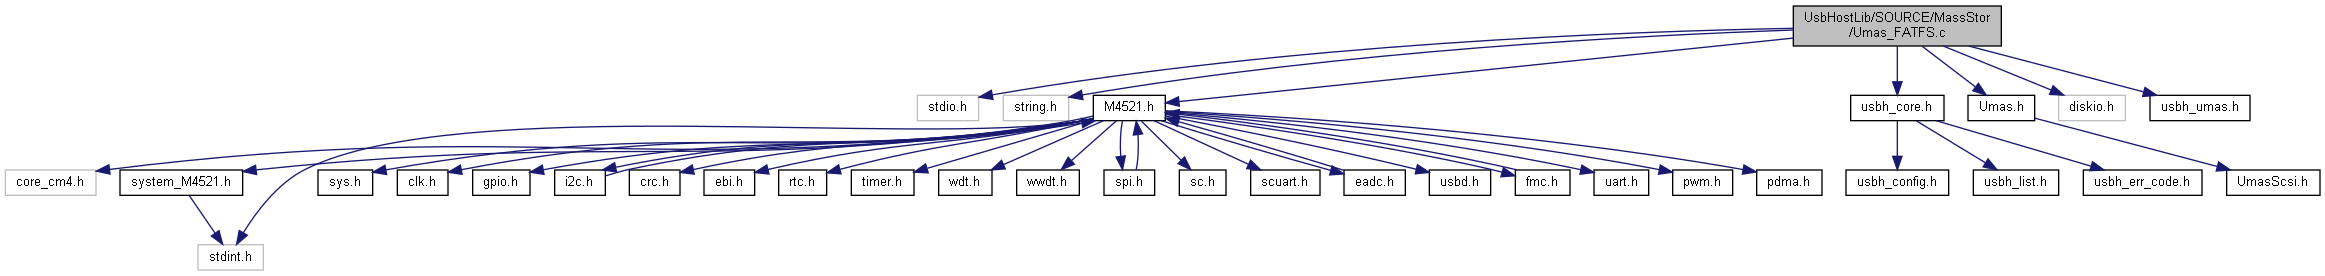 UsbHostLib/SOURCE/MassStor
/Umas_FATFS.c
stdio.h
string.h
M4521.h
usbh_core.h
Umas.h
diskio.h
usbh_umas.h
core_cm4.h
system_M4521.h
sys.h
clk.h
gpio.h
i2c.h
crc.h
ebi.h
rtc.h
timer.h
wdt.h
wwdt.h
spi.h
sc.h
scuart.h
eadc.h
usbd.h
fmc.h
uart.h
pwm.h
pdma.h
usbh_config.h
usbh_list.h
usbh_err_code.h
UmasScsi.h
stdint.h